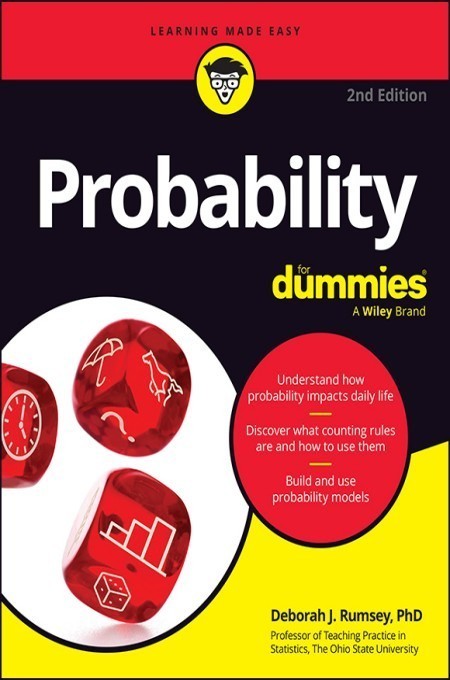 LEARNING MADE EASY
2nd Edition
Probability
for
dummies®
A Wiley Brand
Understand how
probability impacts daily life
Discover what counting rules
are and how to use them
Build and use
probability models
Deborah J. Rumsey, PhD
Professor of Teaching Practice in
Statistics, The Ohio State University